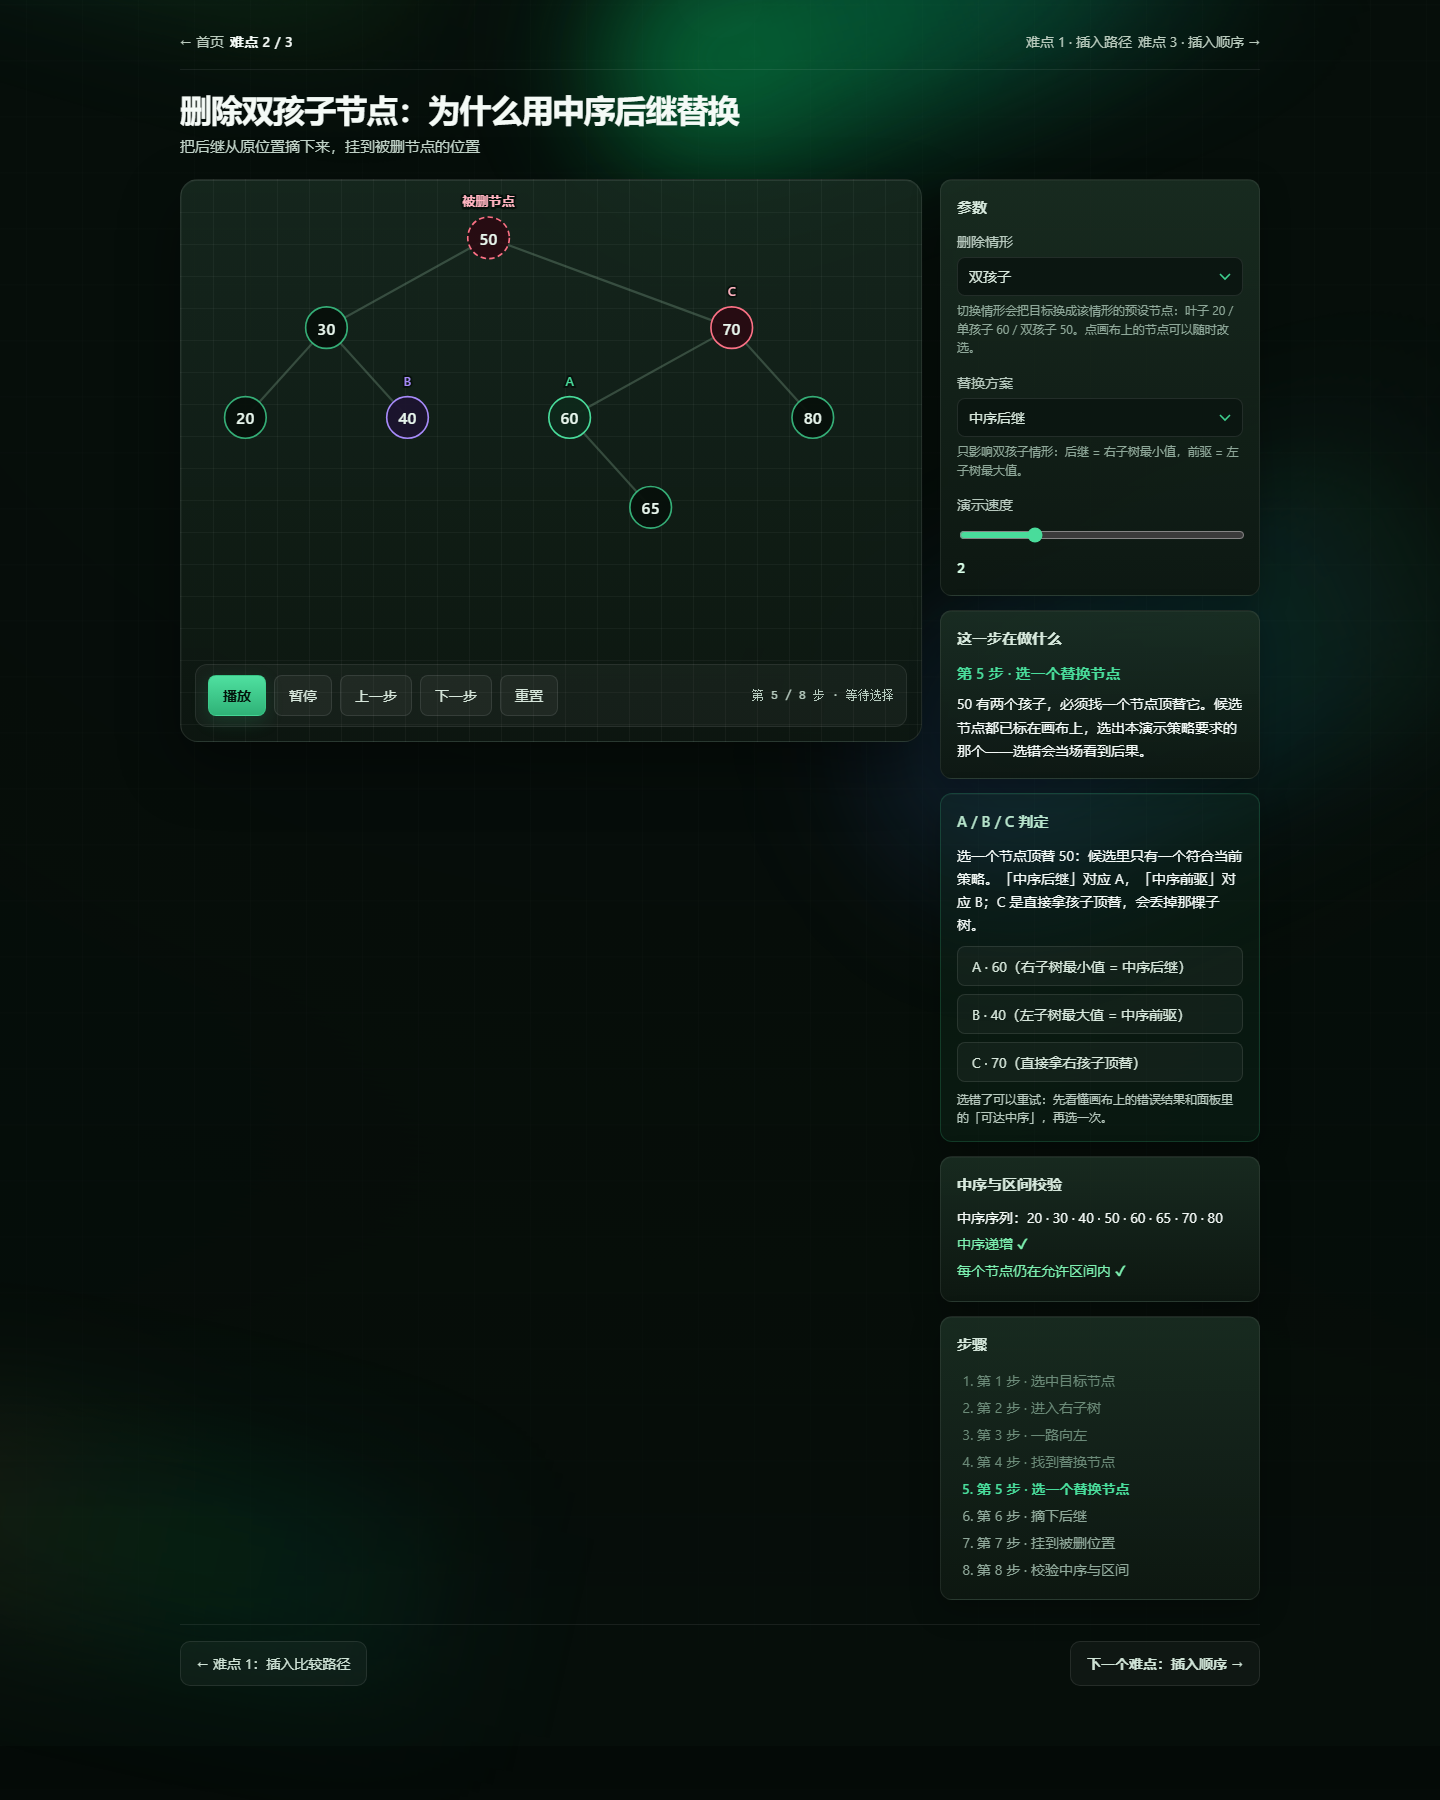 ← 首页 难点 2 / 3
难点 1 · 插入路径 难点 3 · 插入顺序 →
删除双孩子节点：为什么用中序后继替换
把后继从原位置摘下来，挂到被删节点的位置
被删节点
50
C
30
70
B
A
20
40
60
80
65
播放 暂停 上一步 下一步 重置
第 5 / 8 步 · 等待选择
参数
删除情形
双孩子
切换情形会把目标换成该情形的预设节点：叶子 20 /
单孩子 60 / 双孩子 50。点画布上的节点可以随时改
选。
替换方案
中序后继
只影响双孩子情形：后继 = 右子树最小值，前驱 = 左
子树最大值。
演示速度
2
这一步在做什么
第 5 步 · 选一个替换节点
50 有两个孩子，必须找一个节点顶替它。候选
节点都已标在画布上，选出本演示策略要求的
那个——选错会当场看到后果。
A / B / C 判定
选一个节点顶替 50：候选里只有一个符合当前
策略。「中序后继」对应 A，「中序前驱」对
应 B；C 是直接拿孩子顶替，会丢掉那棵子
树。
A · 60（右子树最小值 = 中序后继）
B · 40（左子树最大值 = 中序前驱）
C · 70（直接拿右孩子顶替）
选错了可以重试：先看懂画布上的错误结果和面板里
的「可达中序」，再选一次。
中序与区间校验
中序序列：20 · 30 · 40 · 50 · 60 · 65 · 70 · 80
中序递增 ✓
每个节点仍在允许区间内 ✓
步骤
1. 第 1 步 · 选中目标节点
2. 第 2 步 · 进入右子树
3. 第 3 步 · 一路向左
4. 第 4 步 · 找到替换节点
5. 第 5 步 · 选一个替换节点
6. 第 6 步 · 摘下后继
7. 第 7 步 · 挂到被删位置
8. 第 8 步 · 校验中序与区间
← 难点 1：插入比较路径
下一个难点：插入顺序 →